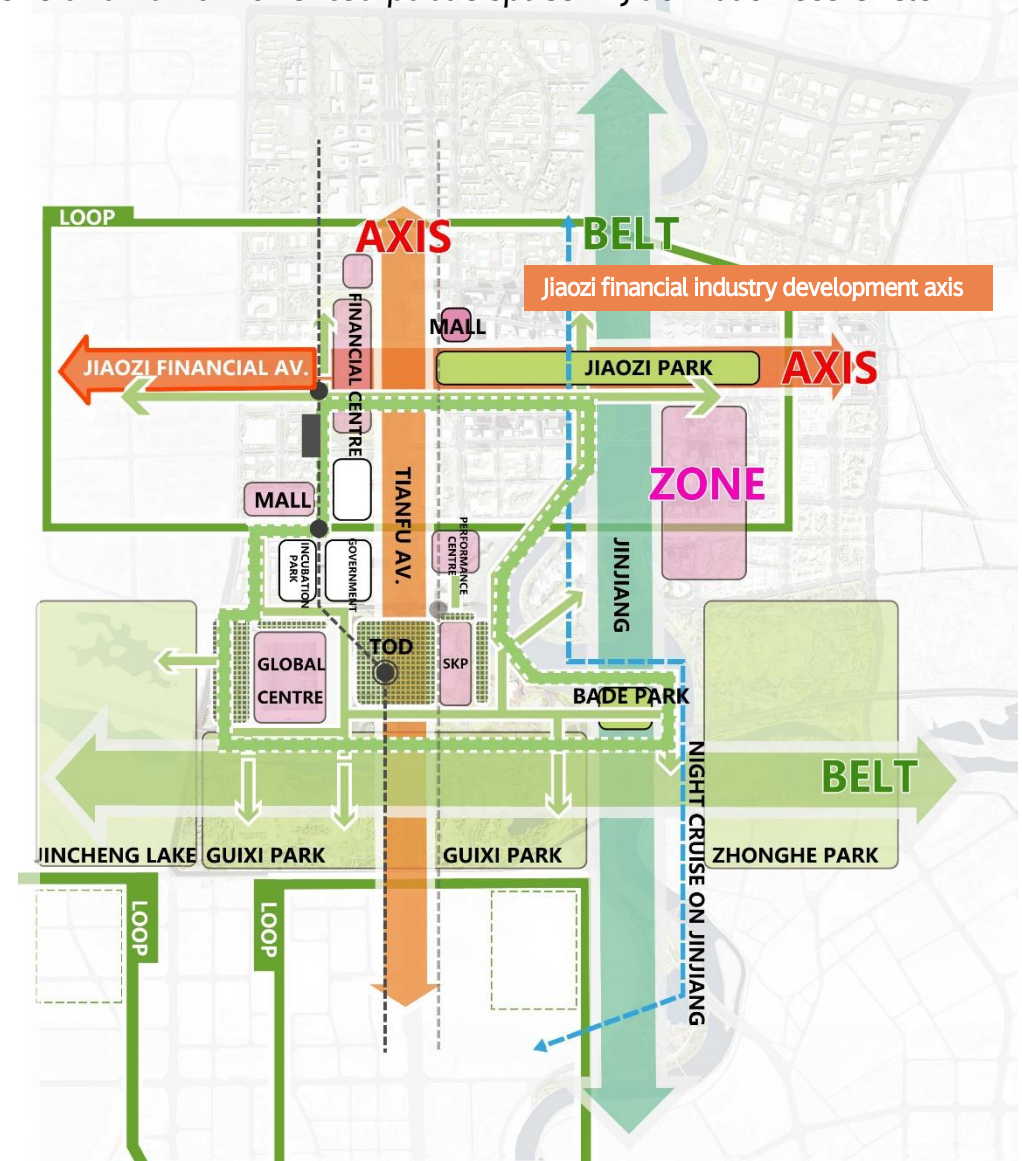 LOOP
AXIS
BELT
Jiaozi financial industry development axis
MALL
JIAOZI FINANCIAL AV.
FINANCIAL CENTRE
JIAOZI PARK
AXIS
MALL
TIANFU AV.
ZONE
PERFORMANCE
CENTRE
INCUBATION
PARK
GOVERNMENT
JINJIANG
TOD
GLOBAL
CENTRE
SKP
BADE PARK
NIGHT CRUISE ON JINJIANG
BELT
JINCHENG LAKE
GUIXI PARK
GUIXI PARK
ZHONGHE PARK
LOOP
LOOP